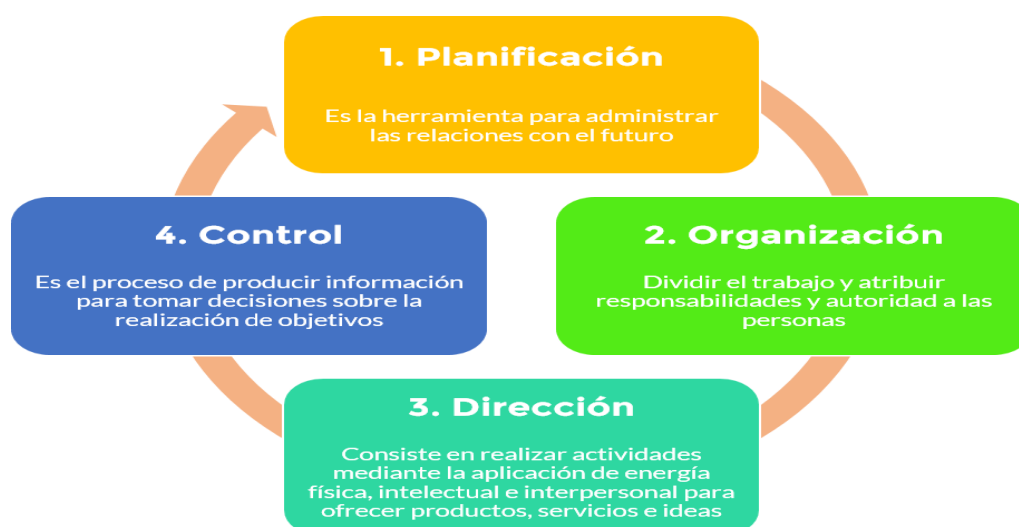 1. Planificación
Es la herramienta para administrar
las relaciones con el futuro
2. Organización
Dividir el trabajo y atribuir
responsabilidades y autoridad a las
personas
3. Dirección
Consiste en realizar actividades
mediante la aplicación de energía
física, intelectual e interpersonal para
ofrecer productos, servicios e ideas
4. Control
Es el proceso de producir información
para tomar decisiones sobre la
realización de objetivos